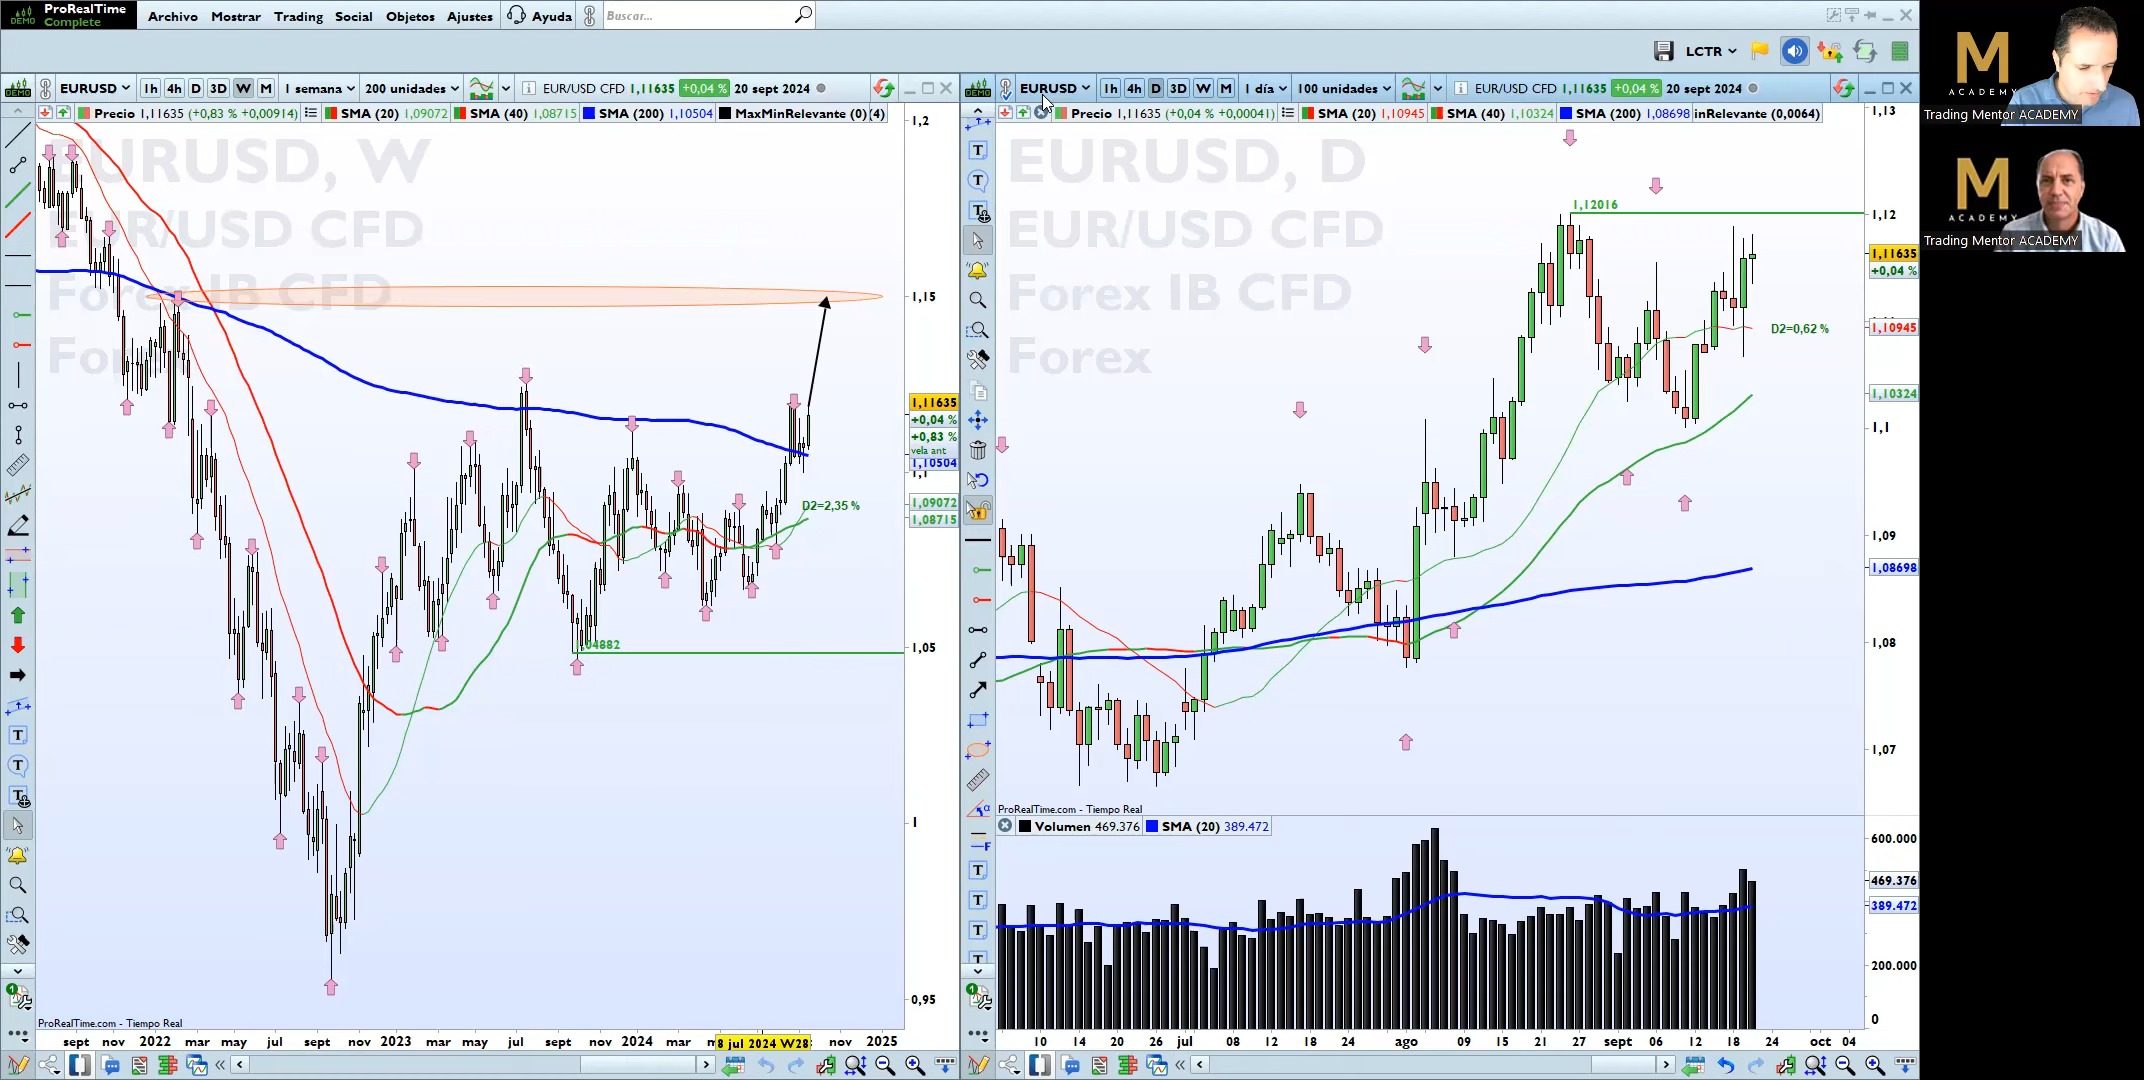 ProRealTime
DEMO Complete
Archivo Mostrar Trading Social Objetos Ajustes Ayuda Buscar...
LCTR
DEMO EURUSD 1h 4h D 3D W M 1 semana 200 unidades EUR/USD CFD 1,11635 +0,04 % 20 sept 2024
Precio 1,11635 (+0,83 % +0,00914) SMA (20) 1,09072 SMA (40) 1,08715 SMA (200) 1,10504 MaxMinRelevante (0)(4)
EURUSD, W
EUR/USD CFD
Forex IB CFD
1,2
1,15
1,11635
+0,04 %
+0,83 %
vela ant
1,10504
1,09072
1,08715
1,05
1
0,95
D2=2,35 %
04882
ProRealTime.com - Tiempo Real
sept nov 2022 mar may jul sept nov 2023 mar may jul sept nov 2024 mar 8 jul 2024 W28 nov 2025
DEMO EURUSD 1h 4h D 3D W M 1 día 100 unidades EUR/USD CFD 1,11635 +0,04 % 20 sept 2024
Precio 1,11635 (+0,04 % +0,00041) SMA (20) 1,10945 SMA (40) 1,10324 SMA (200) 1,08698 inRelevante (0,0064)
EURUSD, D
EUR/USD CFD
Forex IB CFD
Forex
1,12016
D2=0,62 %
1,13
1,12
1,11635
+0,04 %
1,10945
1,10324
1,1
1,09
1,08698
1,08
1,07
ProRealTime.com - Tiempo Real
Volumen 469.376 SMA (20) 389.472
600.000
469.376
389.472
200.000
0
10 14 20 26 jul 12 18 24 ago 09 15 21 27 sept 12 18 24 oct 04
M
ACADEMY
Trading Mentor ACADEMY
M
ACADEMY
Trading Mentor ACADEMY